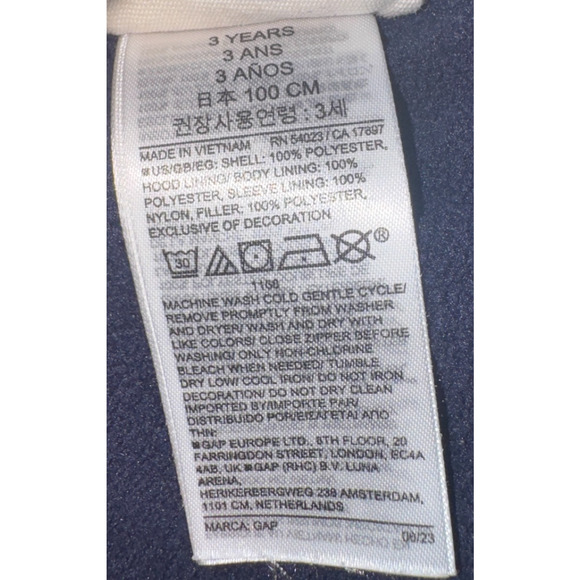 3 YEARS
3 ANS
3 AÑOS
日本 100 CM
권장사용연령 : 3세
MADE IN VIETNAM RN 54023 / CA 17897
US/GB/EG: SHELL: 100% POLYESTER,
HOOD LINING/ BODY LINING: 100%
POLYESTER, SLEEVE LINING: 100%
NYLON, FILLER: 100% POLYESTER,
EXCLUSIVE OF DECORATION
30 ®
MACHINE WASH COLD GENTLE CYCLE/
REMOVE PROMPTLY FROM WASHER
AND DRYER/ WASH AND DRY WITH
LIKE COLORS/ CLOSE ZIPPER BEFORE
WASHING/ ONLY NON-CHLORINE
BLEACH WHEN NEEDED/ TUMBLE
DRY LOW/ COOL IRON/ DO NOT IRON
DECORATION/ DO NOT DRY CLEAN
IMPORTED BY/IMPORTE PAR/
DISTRIBUIDO POR/ΕΙΣΑΓΕΤΑΙ ΑΠΟ
ΤΗΝ:
GAP EUROPE LTD., 8TH FLOOR, 20
FARRINGDON STREET, LONDON, EC4A
4AB, UK GAP (RHC) B.V. LUNA
ARENA,
HERIKERBERGWEG 238 AMSTERDAM,
1101 CM, NETHERLANDS
MARCA: GAP 06/23